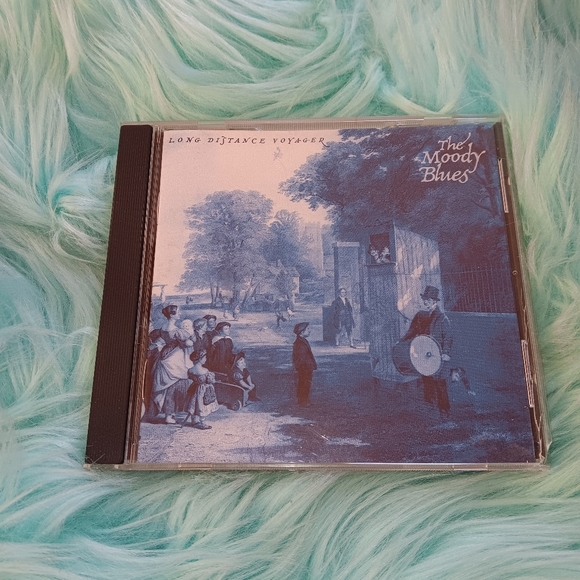 LONG DISTANCE VOYAGER
The
Moody
Blues